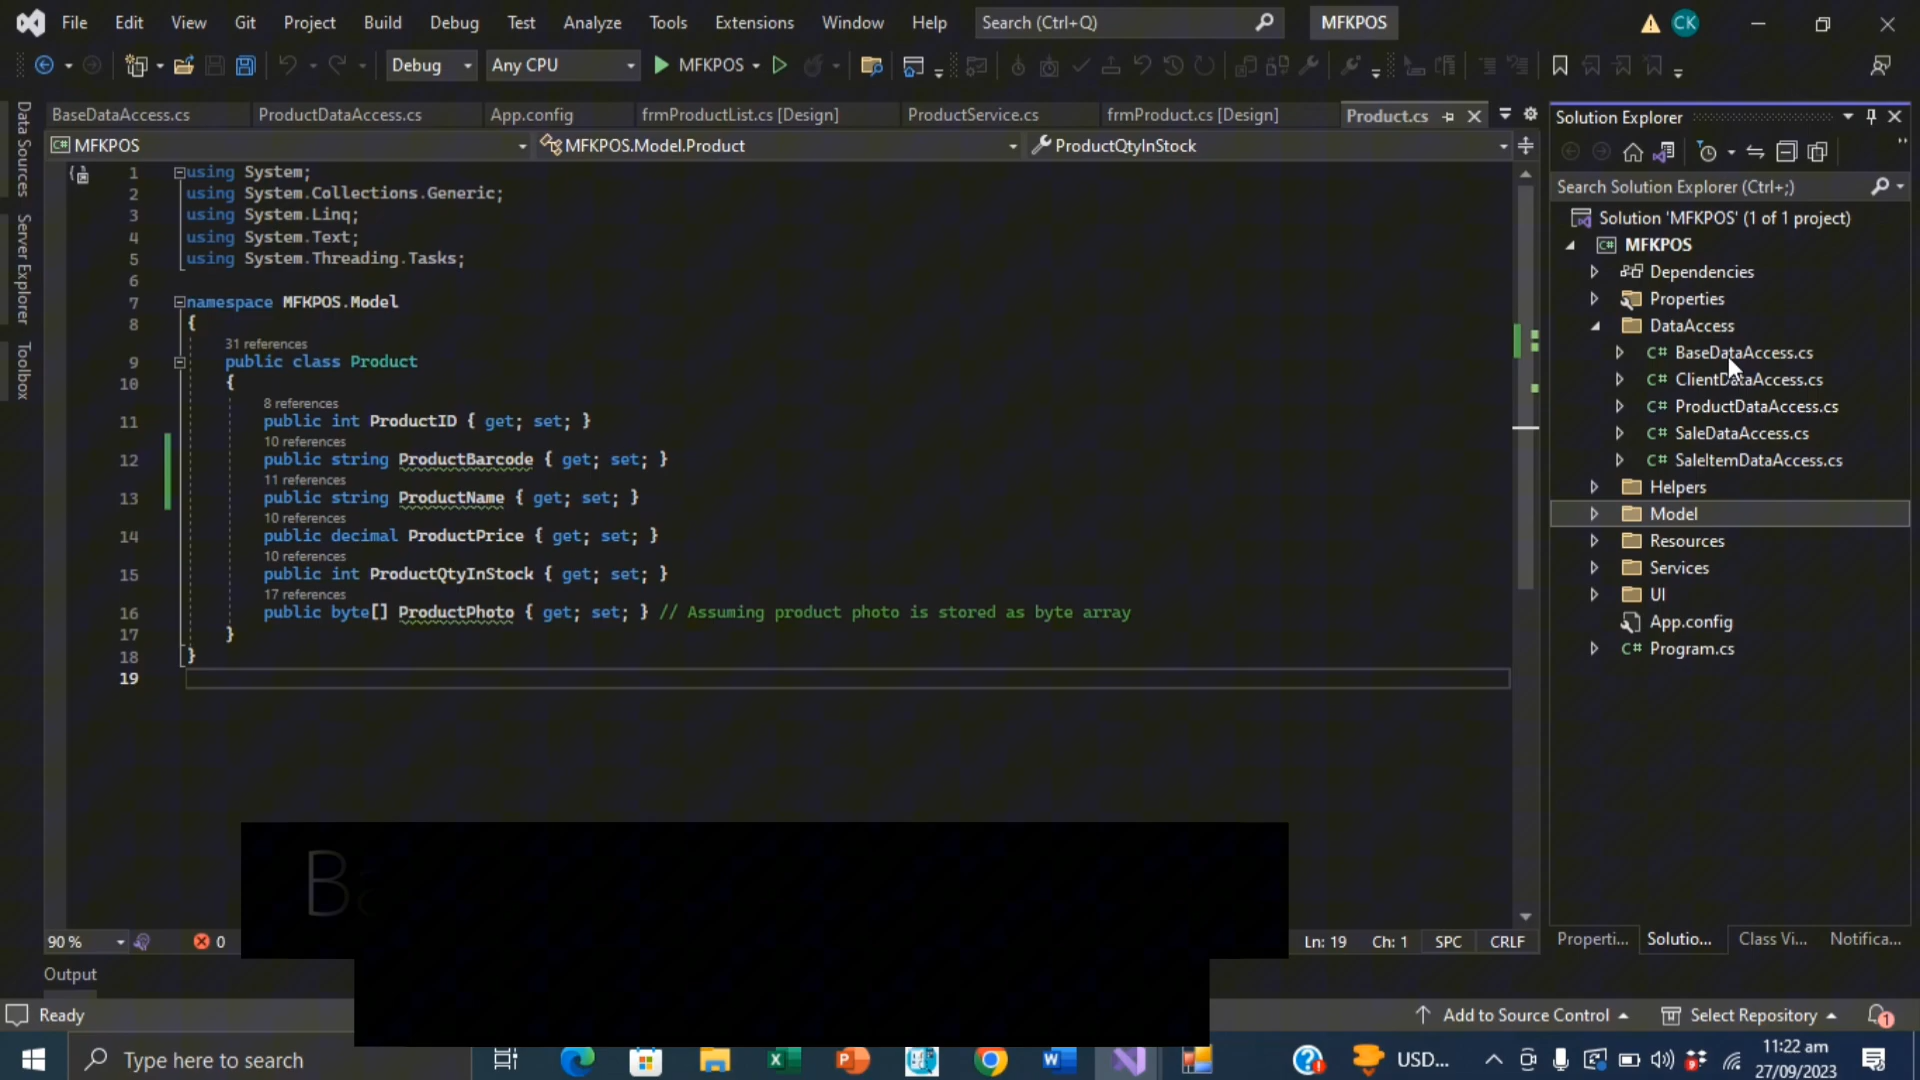 File Edit View Git Project Build Debug Test Analyze Tools Extensions Window Help Search (Ctrl+Q) MFKPOS CK
Debug Any CPU MFKPOS
BaseDataAccess.cs ProductDataAccess.cs App.config frmProductList.cs [Design] ProductService.cs frmProduct.cs [Design] Product.cs
MFKPOS MFKPOS.Model.Product ProductQtyInStock
Data Sources
Server Explorer
Toolbox
1 using System;
2 using System.Collections.Generic;
3 using System.Linq;
4 using System.Text;
5 using System.Threading.Tasks;
6
7 namespace MFKPOS.Model
8 {
31 references
9 public class Product
10 {
8 references
11 public int ProductID { get; set; }
10 references
12 public string ProductBarcode { get; set; }
11 references
13 public string ProductName { get; set; }
10 references
14 public decimal ProductPrice { get; set; }
10 references
15 public int ProductQtyInStock { get; set; }
17 references
16 public byte[] ProductPhoto { get; set; } // Assuming product photo is stored as byte array
17 }
18 }
19
Solution Explorer
Search Solution Explorer (Ctrl+;)
Solution 'MFKPOS' (1 of 1 project)
C# MFKPOS
Dependencies
Properties
DataAccess
C# BaseDataAccess.cs
C# ClientDataAccess.cs
C# ProductDataAccess.cs
C# SaleDataAccess.cs
C# SaleItemDataAccess.cs
Helpers
Model
Resources
Services
UI
App.config
C# Program.cs
Properti... Solutio... Class Vi... Notifica...
Ba
90 % 0 Ln: 19 Ch: 1 SPC CRLF
Output
Ready Add to Source Control Select Repository 1
Type here to search USD... 11:22 am
27/09/2023